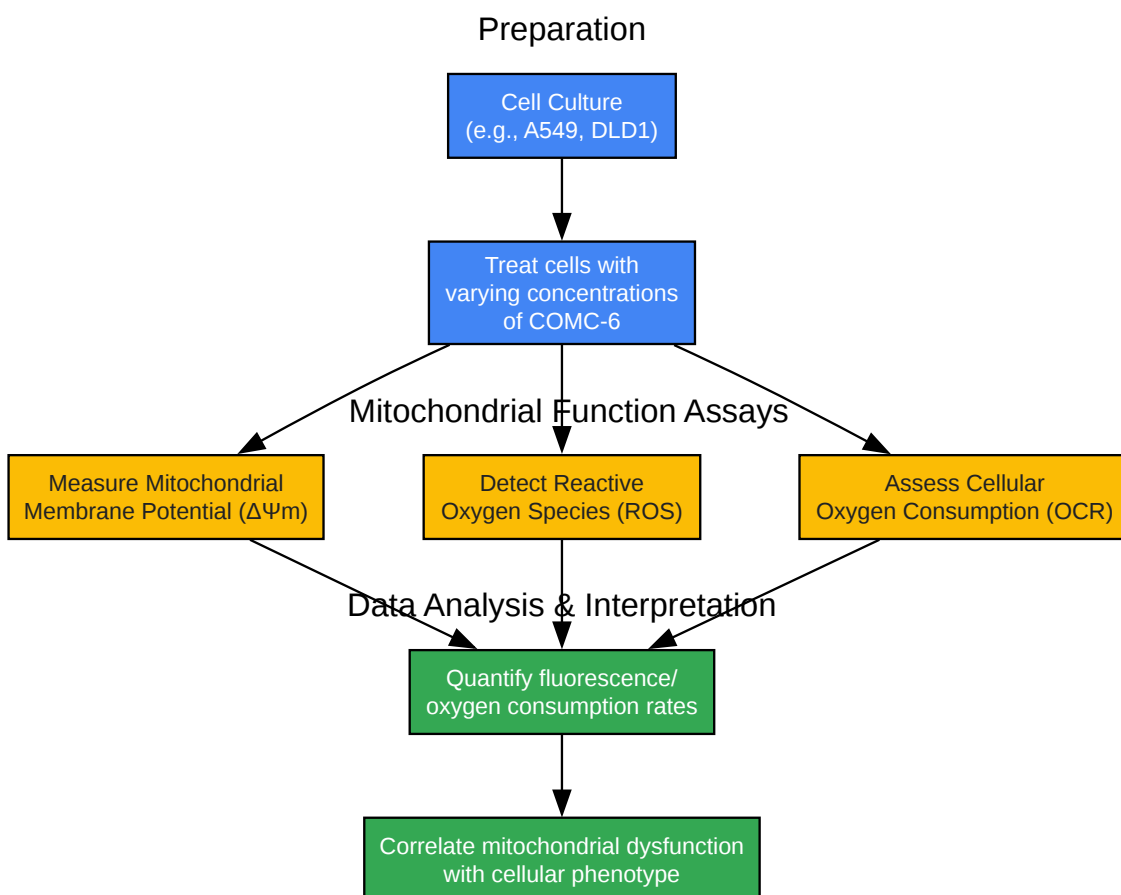 Preparation
Cell Culture
(e.g., A549, DLD1)
Treat cells with
varying concentrations
of COMC-6
Mitochondrial Function Assays
Measure Mitochondrial
Membrane Potential (ΔΨm)
Detect Reactive
Oxygen Species (ROS)
Assess Cellular
Oxygen Consumption (OCR)
Data Analysis & Interpretation
Quantify fluorescence/
oxygen consumption rates
Correlate mitochondrial dysfunction
with cellular phenotype